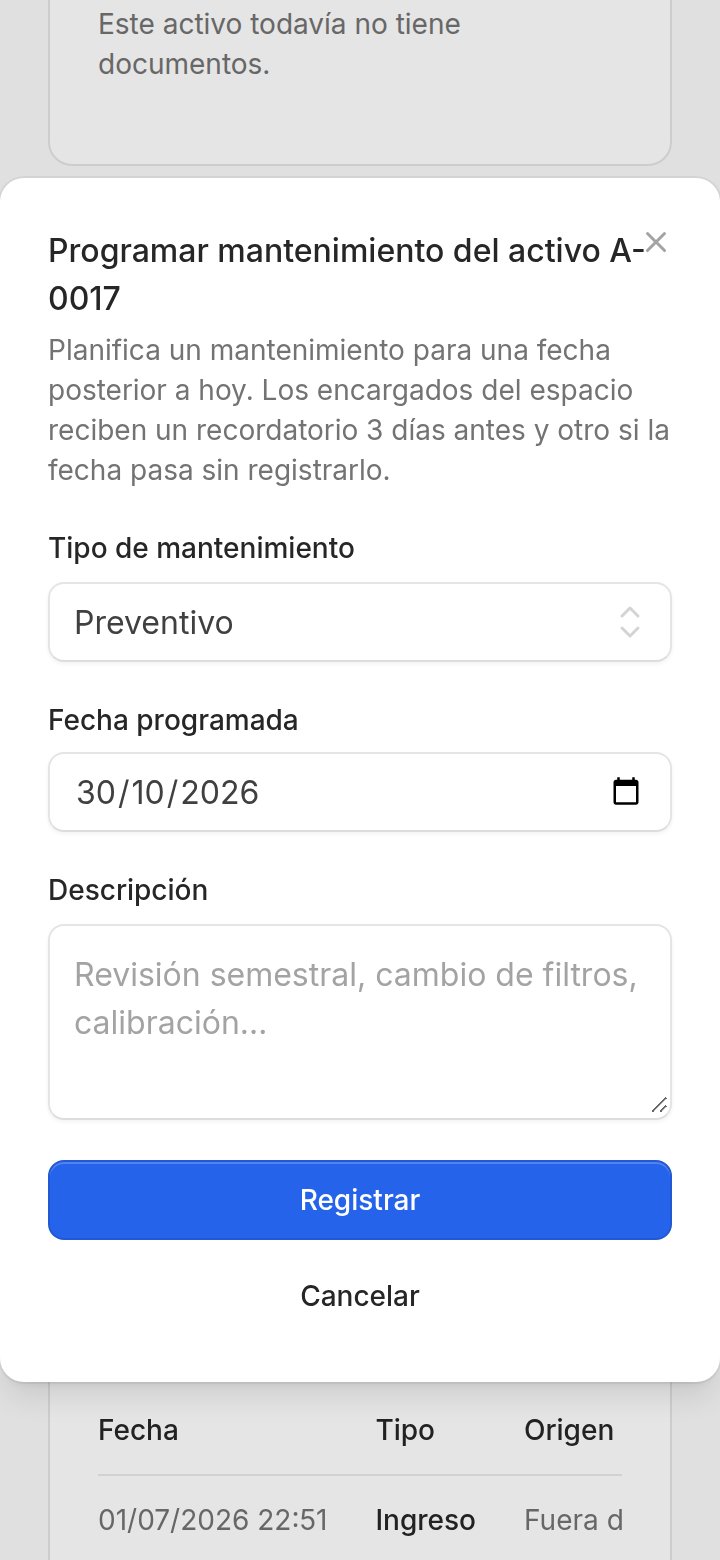 Este activo todavía no tiene
documentos.
Programar mantenimiento del activo A-
0017
Planifica un mantenimiento para una fecha
posterior a hoy. Los encargados del espacio
reciben un recordatorio 3 días antes y otro si la
fecha pasa sin registrarlo.
Tipo de mantenimiento
Preventivo
Fecha programada
30/10/2026
Descripción
Revisión semestral, cambio de filtros,
calibración...
Registrar
Cancelar
Fecha Tipo Origen
01/07/2026 22:51 Ingreso Fuera d